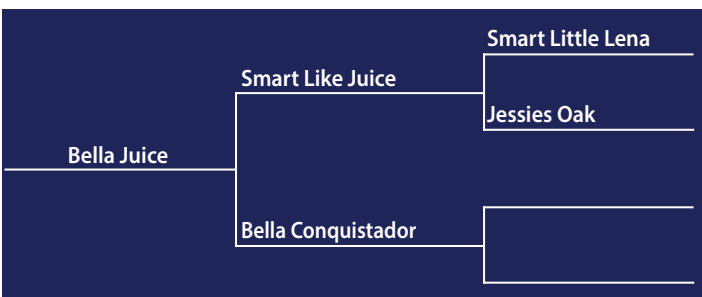 Smart Little Lena
Smart Like Juice
Jessies Oak
Bella Juice
Bella Conquistador